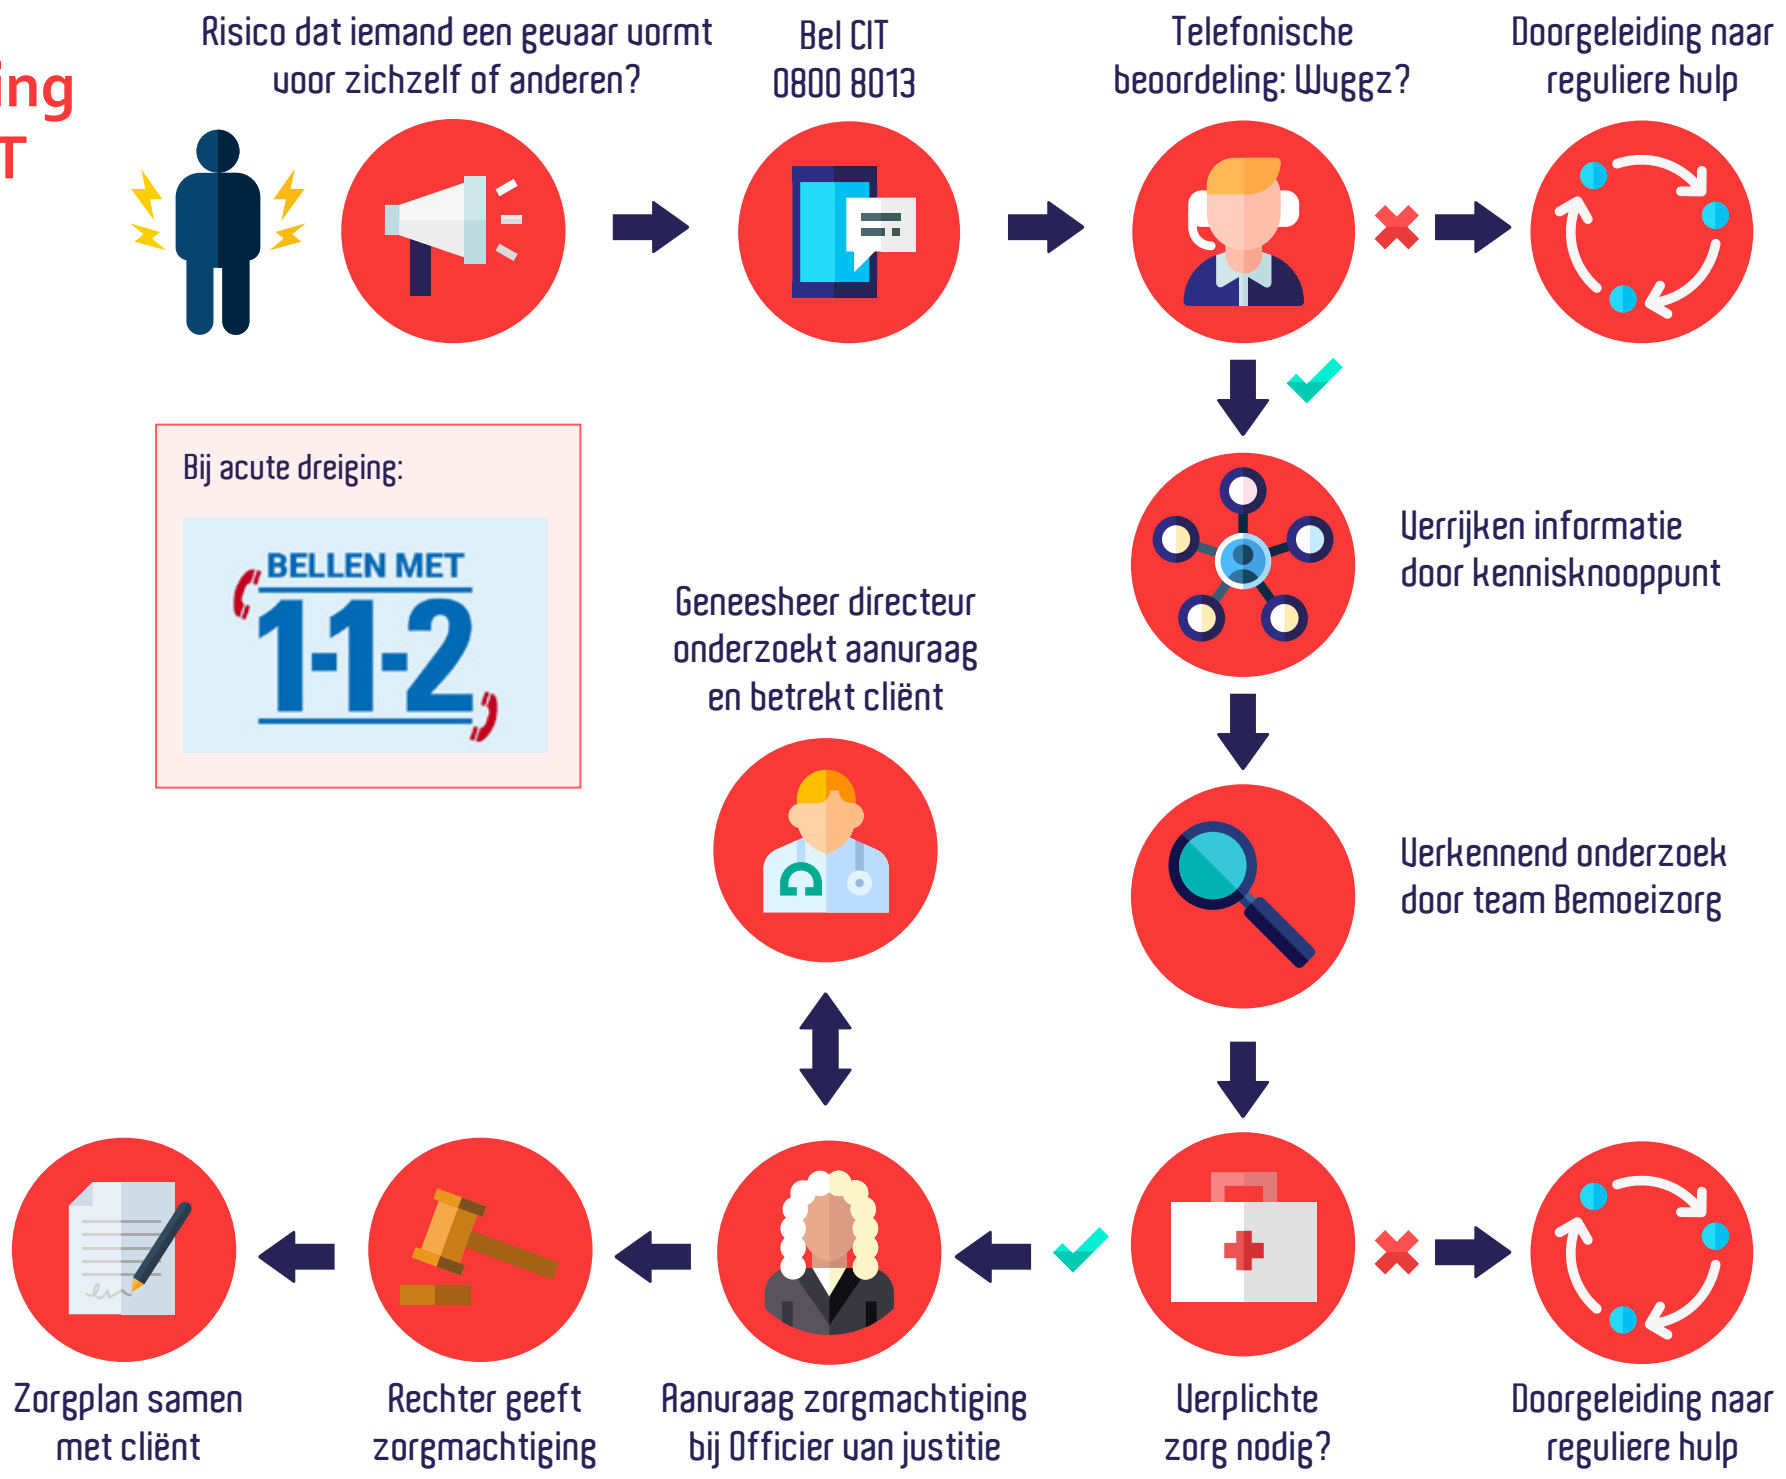 ing
T
Risico dat iemand een gevaar vormt
voor zichzelf of anderen?
Bel CIT
0800 8013
Telefonische
beoordeling: Wvggz?
Doorgeleiding naar
reguliere hulp
Bij acute dreiging:
BELLEN MET
1-1-2
Verrijken informatie
door kennisknooppunt
Geneesheer directeur
onderzoekt aanvraag
en betrekt cliënt
Verkennend onderzoek
door team Bemoeizorg
Zorgplan samen
met cliënt
Rechter geeft
zorgmachtiging
Aanvraag zorgmachtiging
bij Officier van justitie
Verplichte
zorg nodig?
Doorgeleiding naar
reguliere hulp